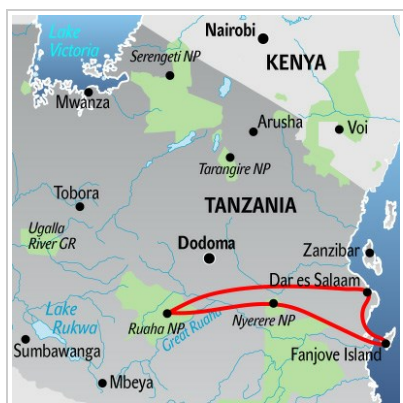 Lake
Victoria
Nairobi
Serengeti NP
KENYA
Mwanza
Arusha
Voi
Tarangire NP
Tobora
TANZANIA
Ugalla
River GR
Dodoma
Zanzibar
Dar es Salaam
Lake
Rukwa
Ruaha NP
Great Ruaha
Nyerere NP
Sumbawanga
Fanjove Island
Mbeya